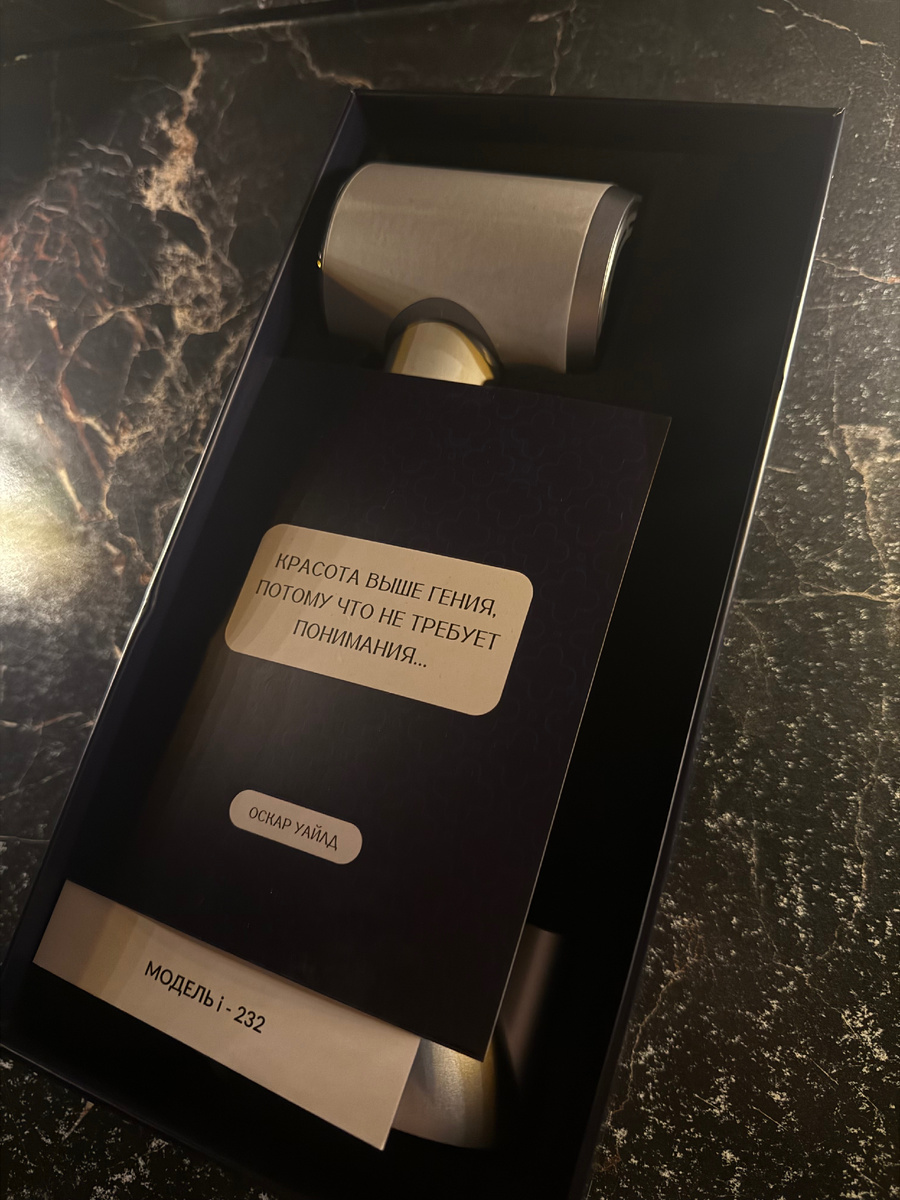 КРАСОТА ВЫШЕ ГЕНИЯ,
ПОТОМУ ЧТО НЕ ТРЕБУЕТ
ПОНИМАНИЯ...
ОСКАР УАЙЛД
МОДЕЛЬ i - 232